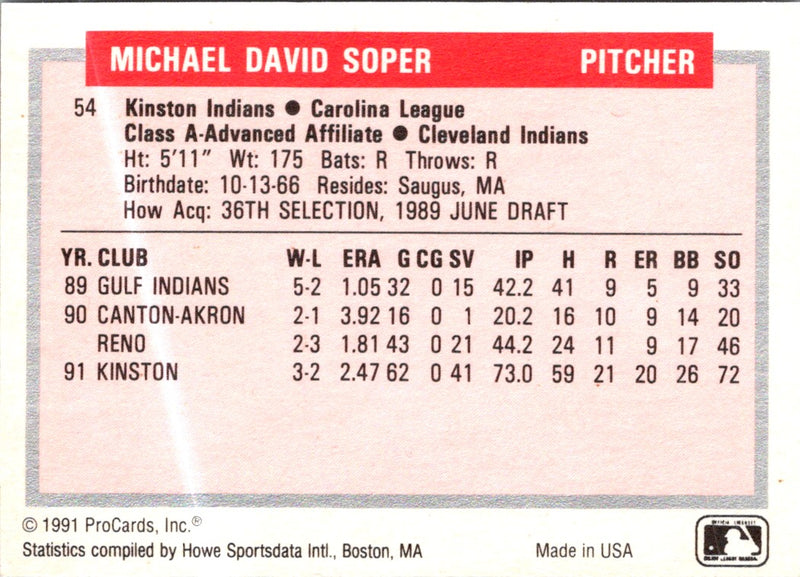 MICHAEL DAVID SOPER PITCHER
54 Kinston Indians ● Carolina League
Class A-Advanced Affiliate ● Cleveland Indians
Ht: 5'11" Wt: 175 Bats: R Throws: R
Birthdate: 10-13-66 Resides: Saugus, MA
How Acq: 36TH SELECTION, 1989 JUNE DRAFT
YR. CLUB W-L ERA G CG SV IP H R ER BB SO
89 GULF INDIANS 5-2 1.05 32 0 15 42.2 41 9 5 9 33
90 CANTON-AKRON 2-1 3.92 16 0 1 20.2 16 10 9 14 20
RENO 2-3 1.81 43 0 21 44.2 24 11 9 17 46
91 KINSTON 3-2 2.47 62 0 41 73.0 59 21 20 26 72
© 1991 ProCards, Inc.®
Statistics compiled by Howe Sportsdata Intl., Boston, MA Made in USA